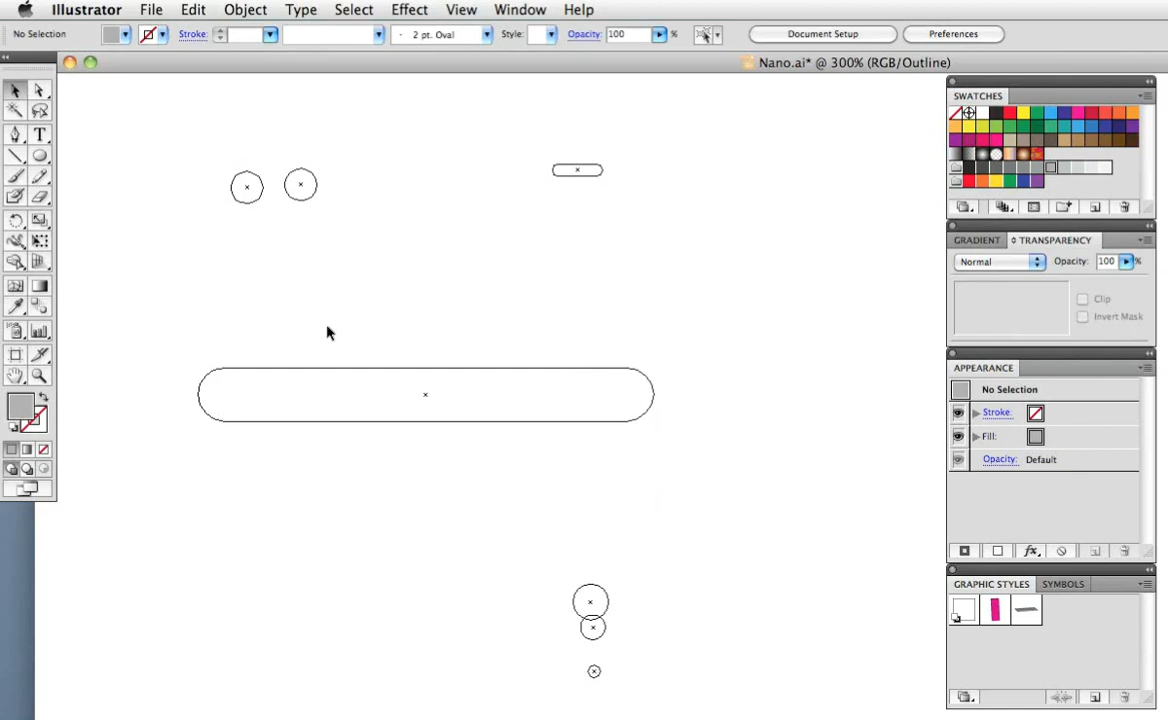 Illustrator File Edit Object Type Select Effect View Window Help
No Selection Stroke: 2 pt. Oval Style: Opacity: 100 % Document Setup Preferences
Nano.ai* @ 300% (RGB/Outline)
SWATCHES
GRADIENT TRANSPARENCY
Normal Opacity: 100 %
Clip
Invert Mask
APPEARANCE
No Selection
Stroke:
Fill:
Opacity: Default
GRAPHIC STYLES SYMBOLS